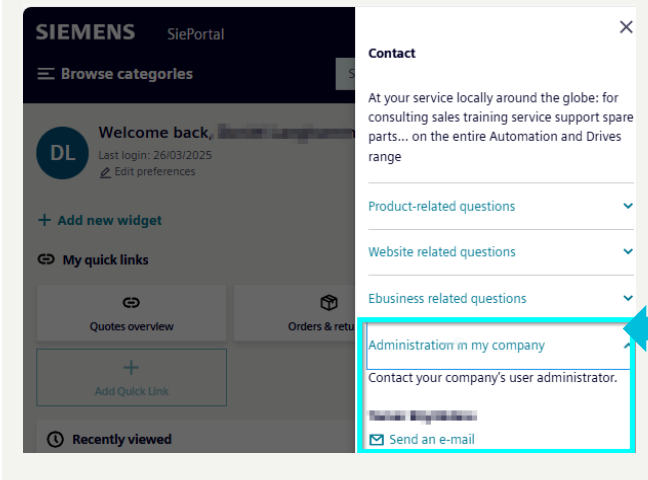 SIEMENS SiePortal
Browse categories
S
DL
Welcome back,
Last login: 26/03/2025
Edit preferences
+ Add new widget
My quick links
Quotes overview
Orders & retu
+
Add Quick Link
Recently viewed
Contact
At your service locally around the globe: for
consulting sales training service support spare
parts... on the entire Automation and Drives
range
Product-related questions
Website related questions
Ebusiness related questions
Administration in my company
Contact your company's user administrator.
Send an e-mail